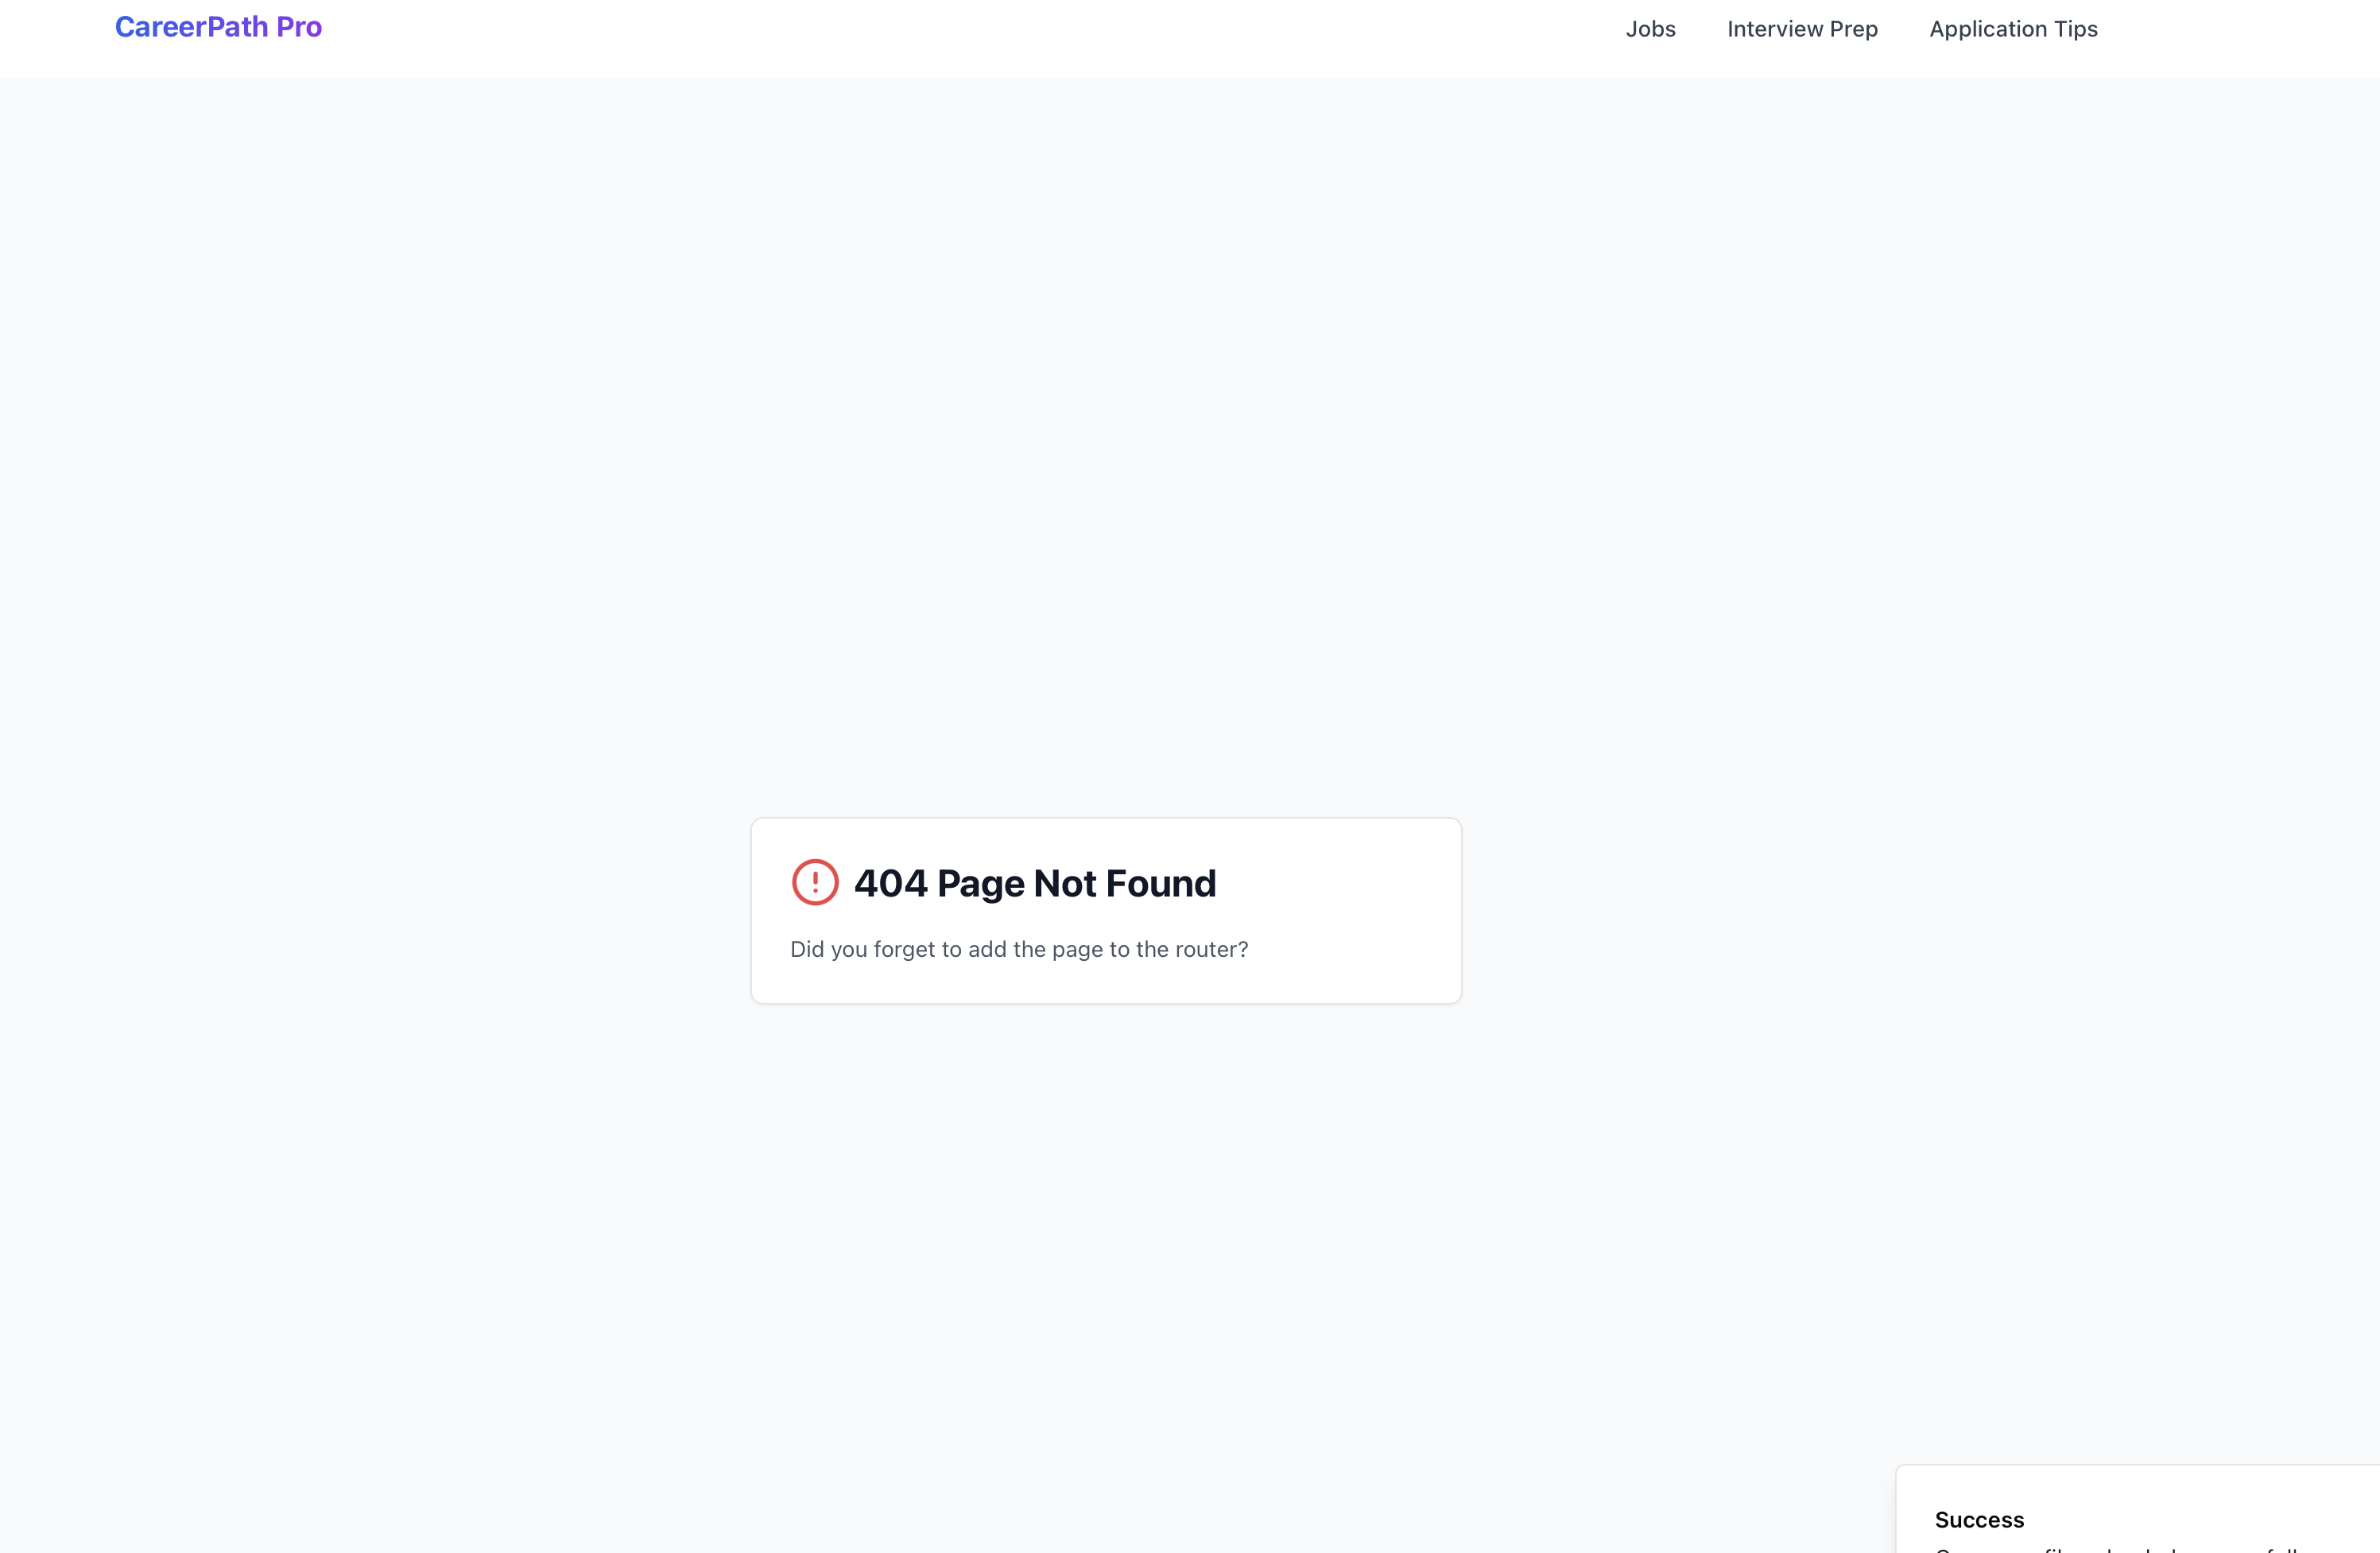 CareerPath Pro
Jobs
Interview Prep
Application Tips
404 Page Not Found
Did you forget to add the page to the router?
Success